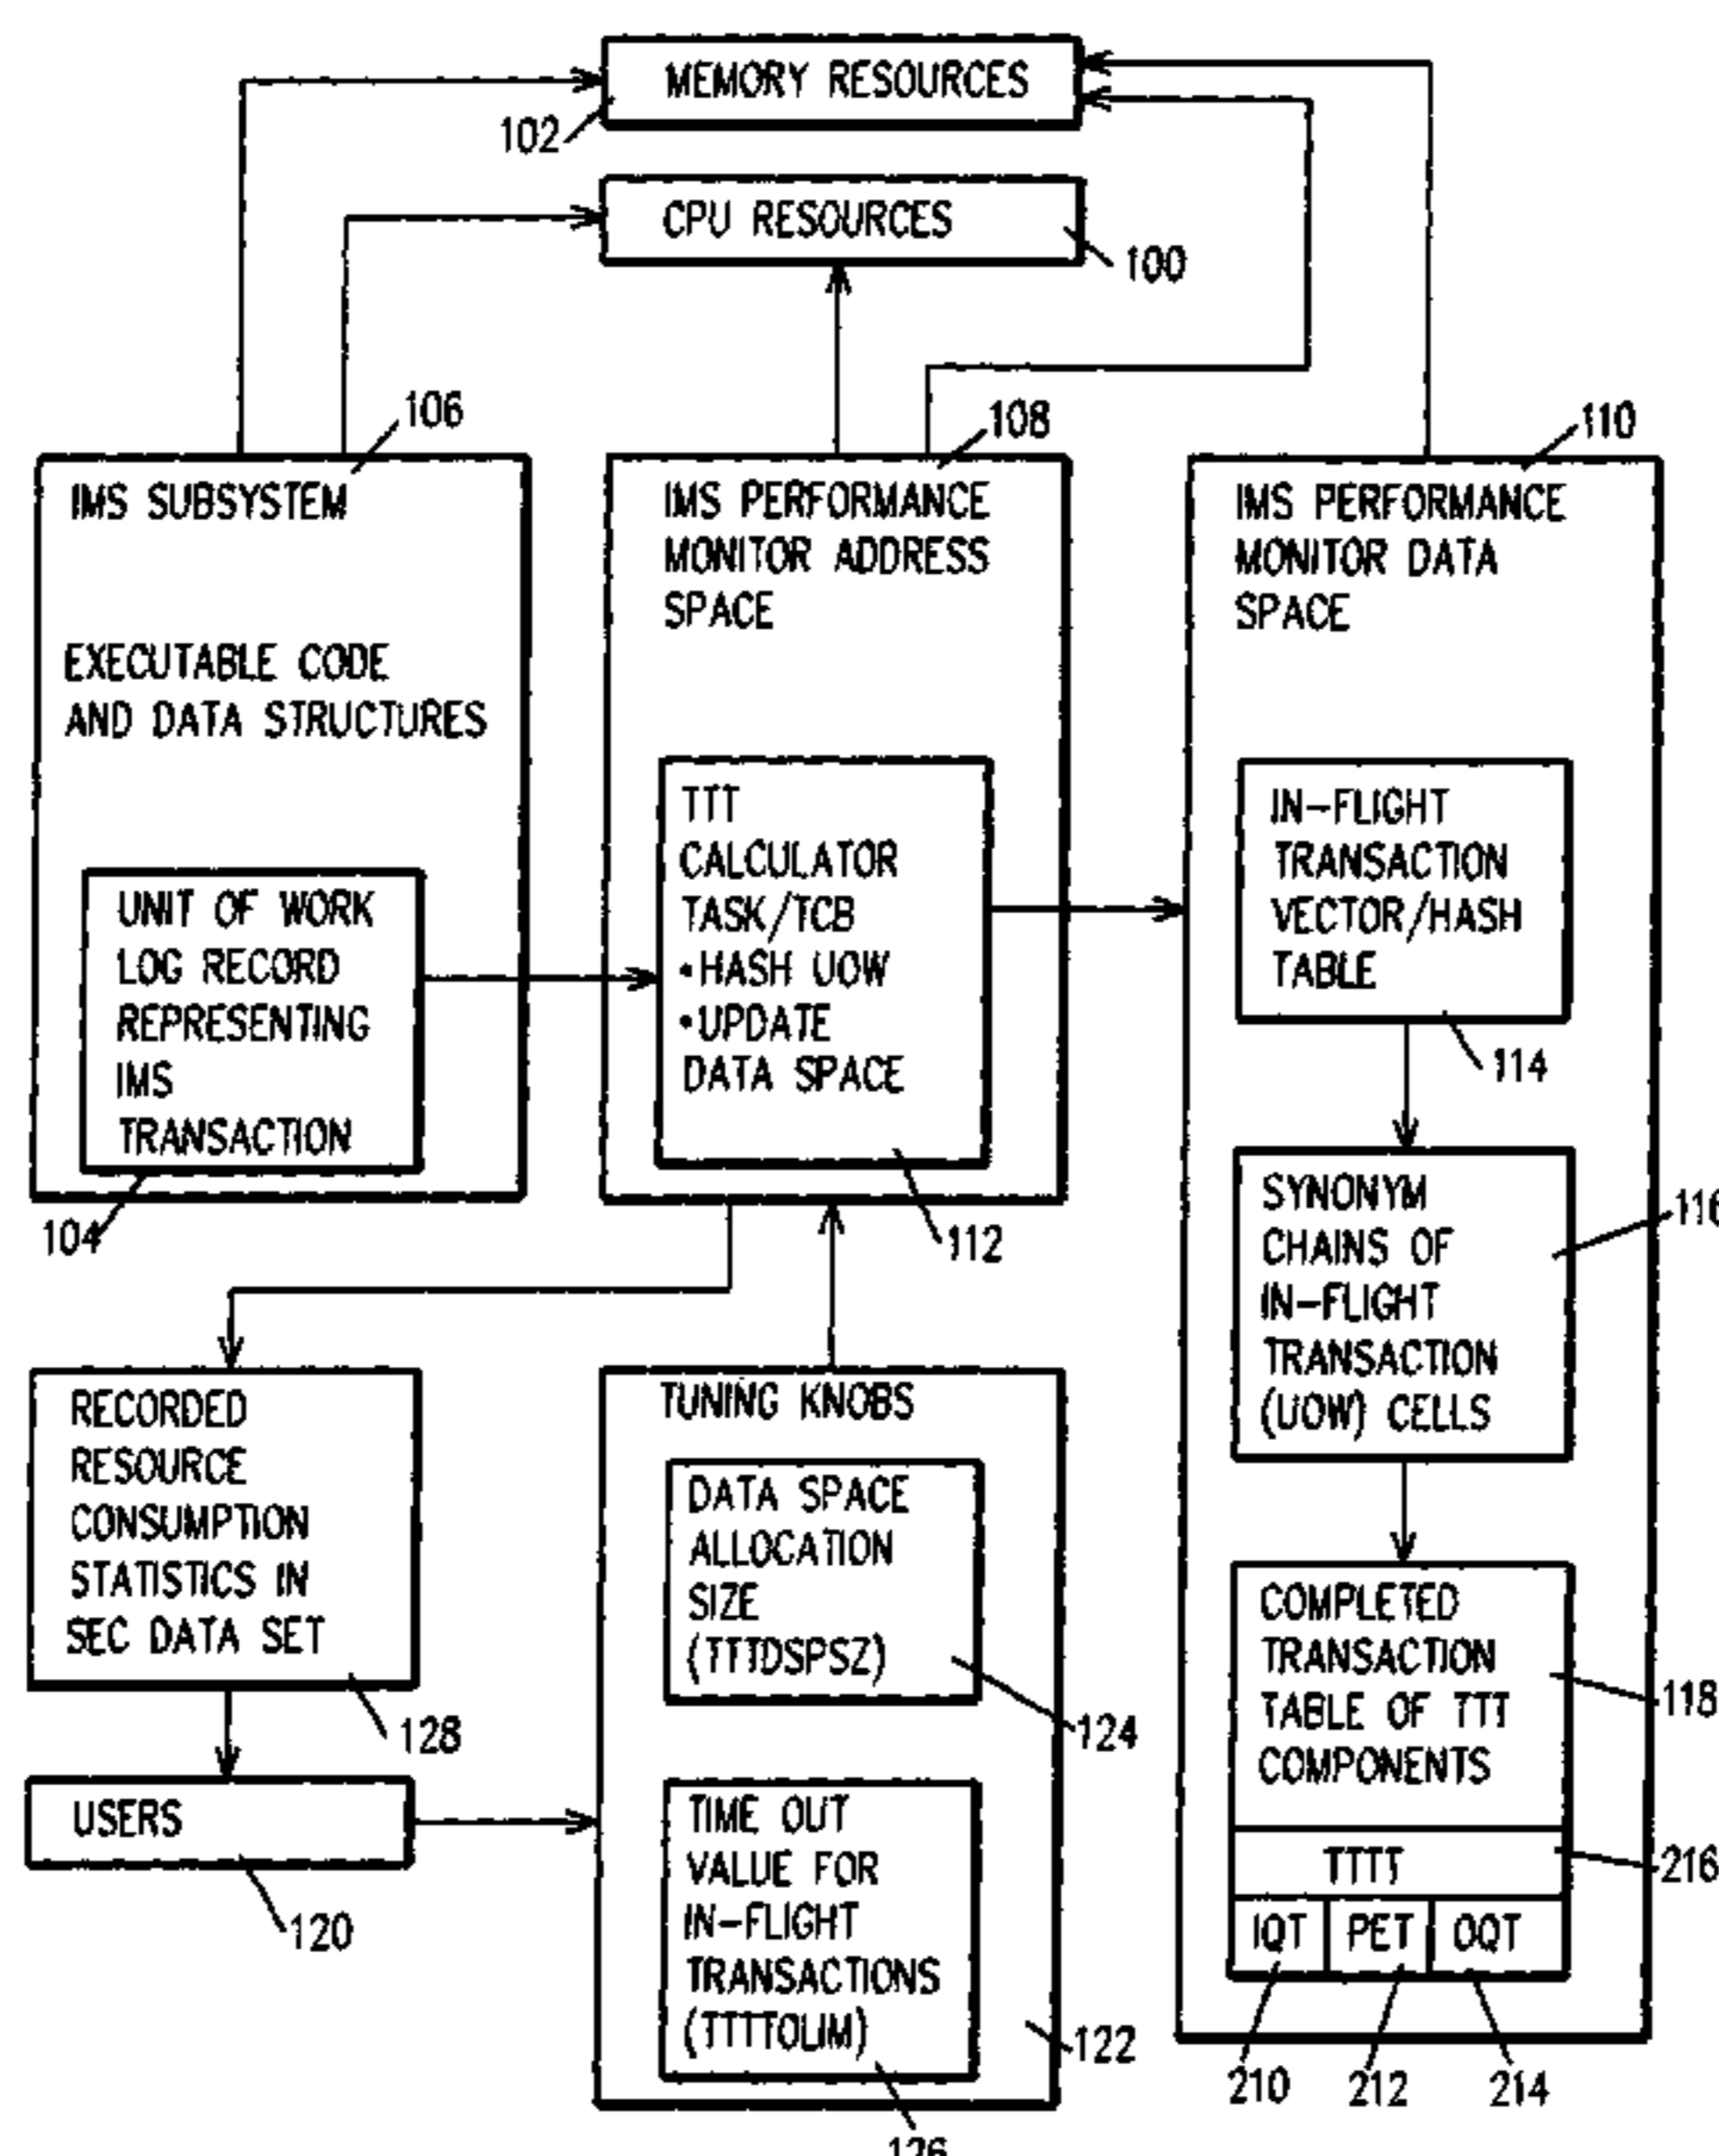 MEMORY RESOURCES
102
CPU RESOURCES
100
106
IMS SUBSYSTEM
EXECUTABLE CODE
AND DATA STRUCTURES
UNIT OF WORK
LOG RECORD
REPRESENTING
IMS
TRANSACTION
104
108
IMS PERFORMANCE
MONITOR ADDRESS
SPACE
TTT
CALCULATOR
TASK/TCB
•HASH UOW
•UPDATE
DATA SPACE
112
110
IMS PERFORMANCE
MONITOR DATA
SPACE
IN-FLIGHT
TRANSACTION
VECTOR/HASH
TABLE
114
SYNONYM
CHAINS OF
IN-FLIGHT
TRANSACTION
(UOW) CELLS
116
COMPLETED
TRANSACTION
TABLE OF TTT
COMPONENTS
118
TTTT
216
IQT PET OQT
210 212 214
RECORDED
RESOURCE
CONSUMPTION
STATISTICS IN
SEC DATA SET
128
USERS
120
TUNING KNOBS
DATA SPACE
ALLOCATION
SIZE
(TTTDSPSZ)
124
TIME OUT
VALUE FOR
IN-FLIGHT
TRANSACTIONS
(TTTTOLIM)
122
126